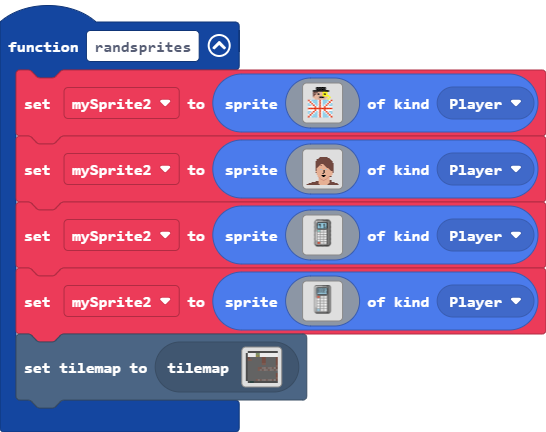 function randsprites
set mySprite2 to sprite of kind Player
set mySprite2 to sprite of kind Player
set mySprite2 to sprite of kind Player
set mySprite2 to sprite of kind Player
set tilemap to tilemap